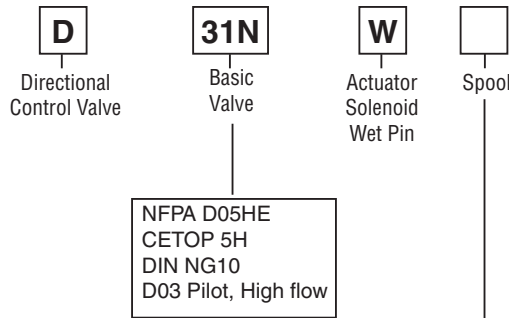 D 31N W
Directional Control Valve
Basic Valve
Actuator Solenoid Wet Pin
Spool
NFPA D05HE
CETOP 5H
DIN NG10
D03 Pilot, High flow